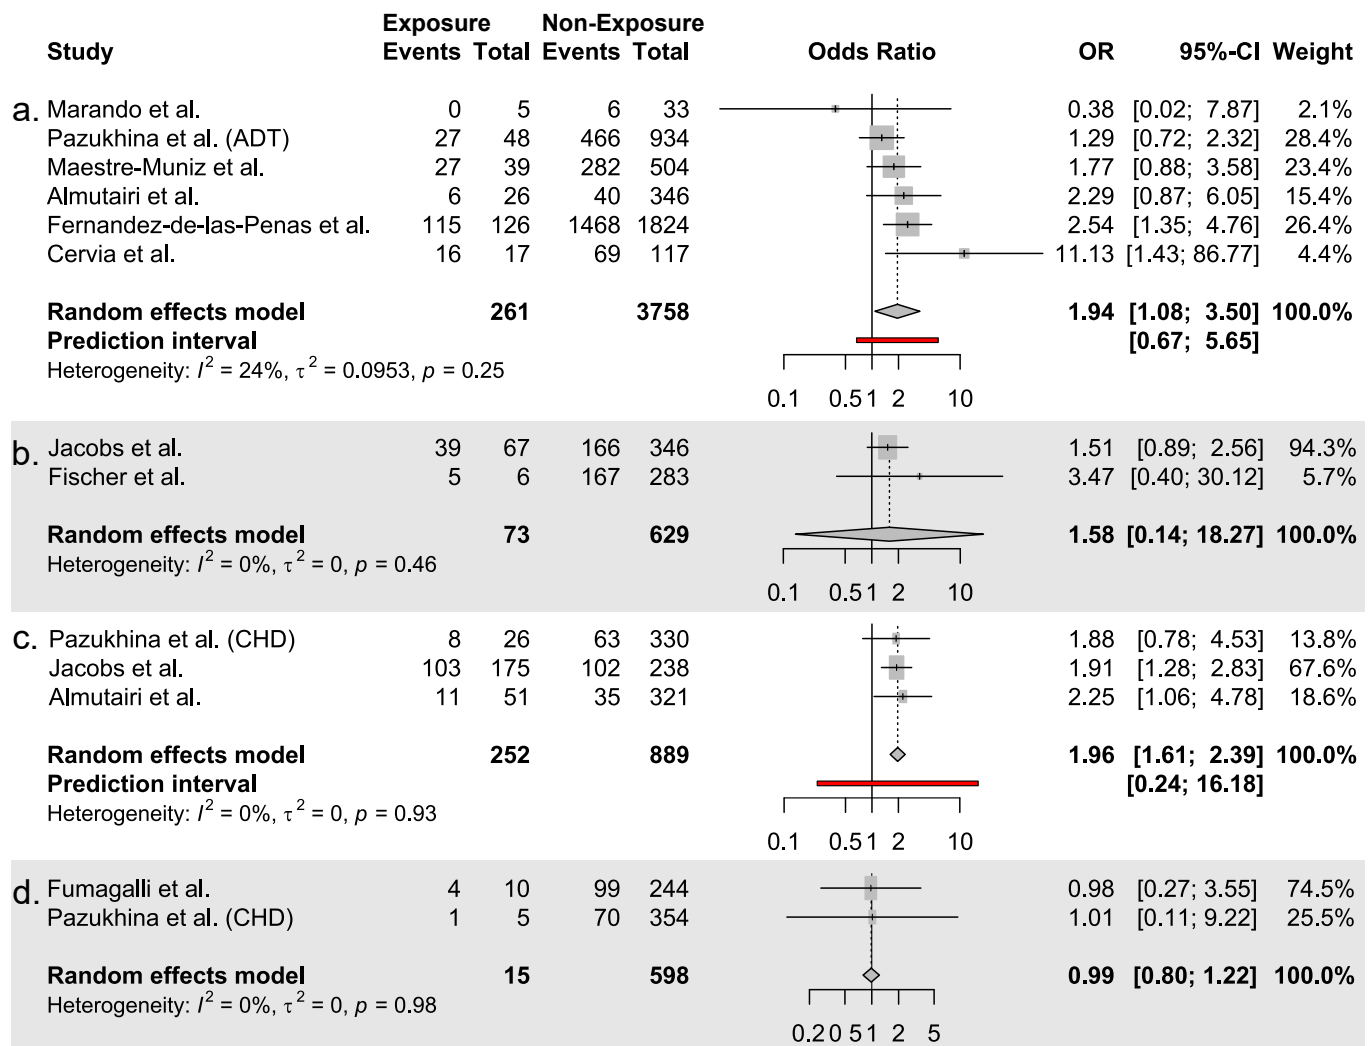 Exposure Non-Exposure
Study Events Total Events Total Odds Ratio OR 95%-CI Weight
a. Marando et al. 0 5 6 33 0.38 [0.02; 7.87] 2.1%
Pazukhina et al. (ADT) 27 48 466 934 1.29 [0.72; 2.32] 28.4%
Maestre-Muniz et al. 27 39 282 504 1.77 [0.88; 3.58] 23.4%
Almutairi et al. 6 26 40 346 2.29 [0.87; 6.05] 15.4%
Fernandez-de-las-Penas et al. 115 126 1468 1824 2.54 [1.35; 4.76] 26.4%
Cervia et al. 16 17 69 117 11.13 [1.43; 86.77] 4.4%
Random effects model 261 3758 1.94 [1.08; 3.50] 100.0%
Prediction interval [0.67; 5.65]
Heterogeneity: I² = 24%, τ² = 0.0953, p = 0.25
0.1 0.5 1 2 10
b. Jacobs et al. 39 67 166 346 1.51 [0.89; 2.56] 94.3%
Fischer et al. 5 6 167 283 3.47 [0.40; 30.12] 5.7%
Random effects model 73 629 1.58 [0.14; 18.27] 100.0%
Heterogeneity: I² = 0%, τ² = 0, p = 0.46
0.1 0.5 1 2 10
c. Pazukhina et al. (CHD) 8 26 63 330 1.88 [0.78; 4.53] 13.8%
Jacobs et al. 103 175 102 238 1.91 [1.28; 2.83] 67.6%
Almutairi et al. 11 51 35 321 2.25 [1.06; 4.78] 18.6%
Random effects model 252 889 1.96 [1.61; 2.39] 100.0%
Prediction interval [0.24; 16.18]
Heterogeneity: I² = 0%, τ² = 0, p = 0.93
0.1 0.5 1 2 10
d. Fumagalli et al. 4 10 99 244 0.98 [0.27; 3.55] 74.5%
Pazukhina et al. (CHD) 1 5 70 354 1.01 [0.11; 9.22] 25.5%
Random effects model 15 598 0.99 [0.80; 1.22] 100.0%
Heterogeneity: I² = 0%, τ² = 0, p = 0.98
0.2 0 5 1 2 5